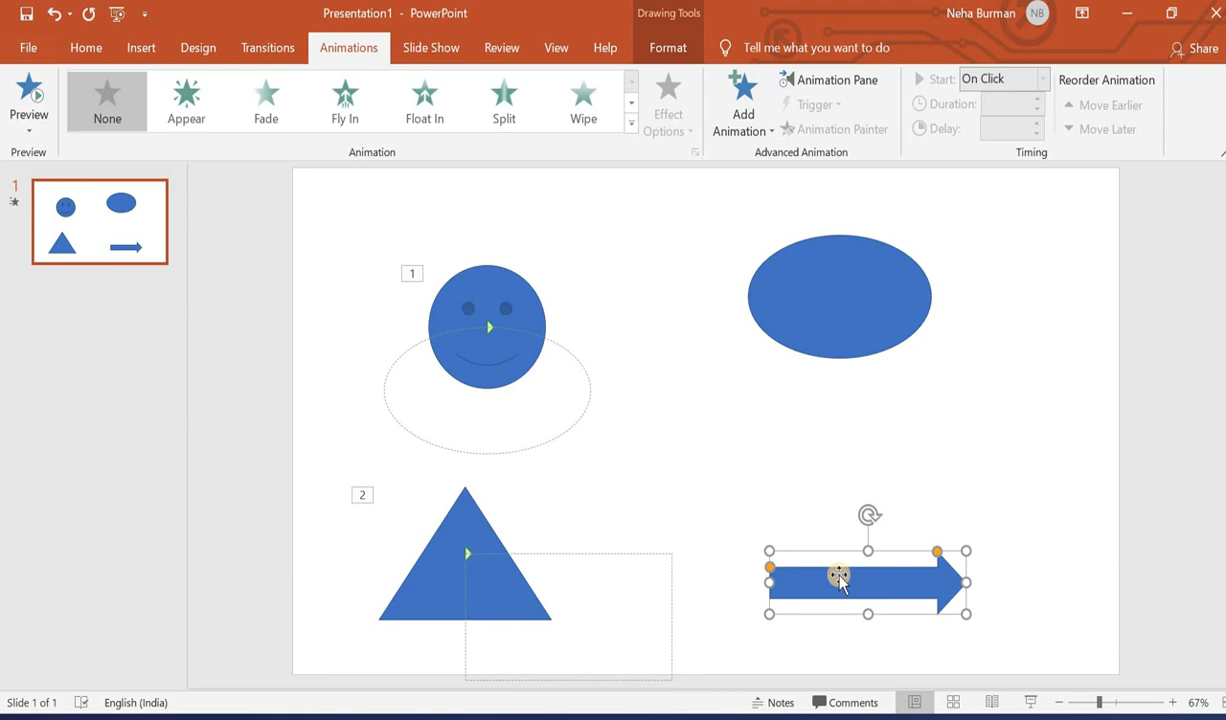 Presentation1 - PowerPoint
Drawing Tools
Neha Burman NB
File Home Insert Design Transitions Animations Slide Show Review View Help Format Tell me what you want to do Share
Preview
None Appear Fade Fly In Float In Split Wipe
Effect Options
Add Animation
Animation Pane
Trigger
Animation Painter
Start: On Click
Duration:
Delay:
Reorder Animation
Move Earlier
Move Later
Preview Animation Advanced Animation Timing
1
1
2
Slide 1 of 1 English (India) Notes Comments 67%